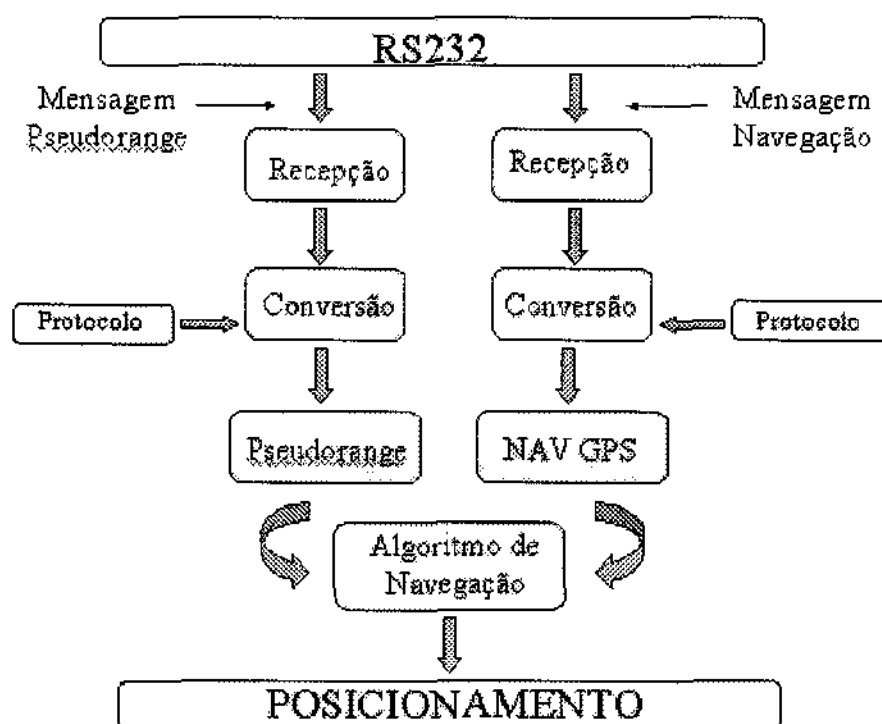 RS232
Mensagem
Pseudorange
Mensagem
Navegação
Recepção
Recepção
Conversão
Conversão
Protocolo
Protocolo
Pseudorange
NAV GPS
Algoritmo de
Navegação
POSICIONAMENTO